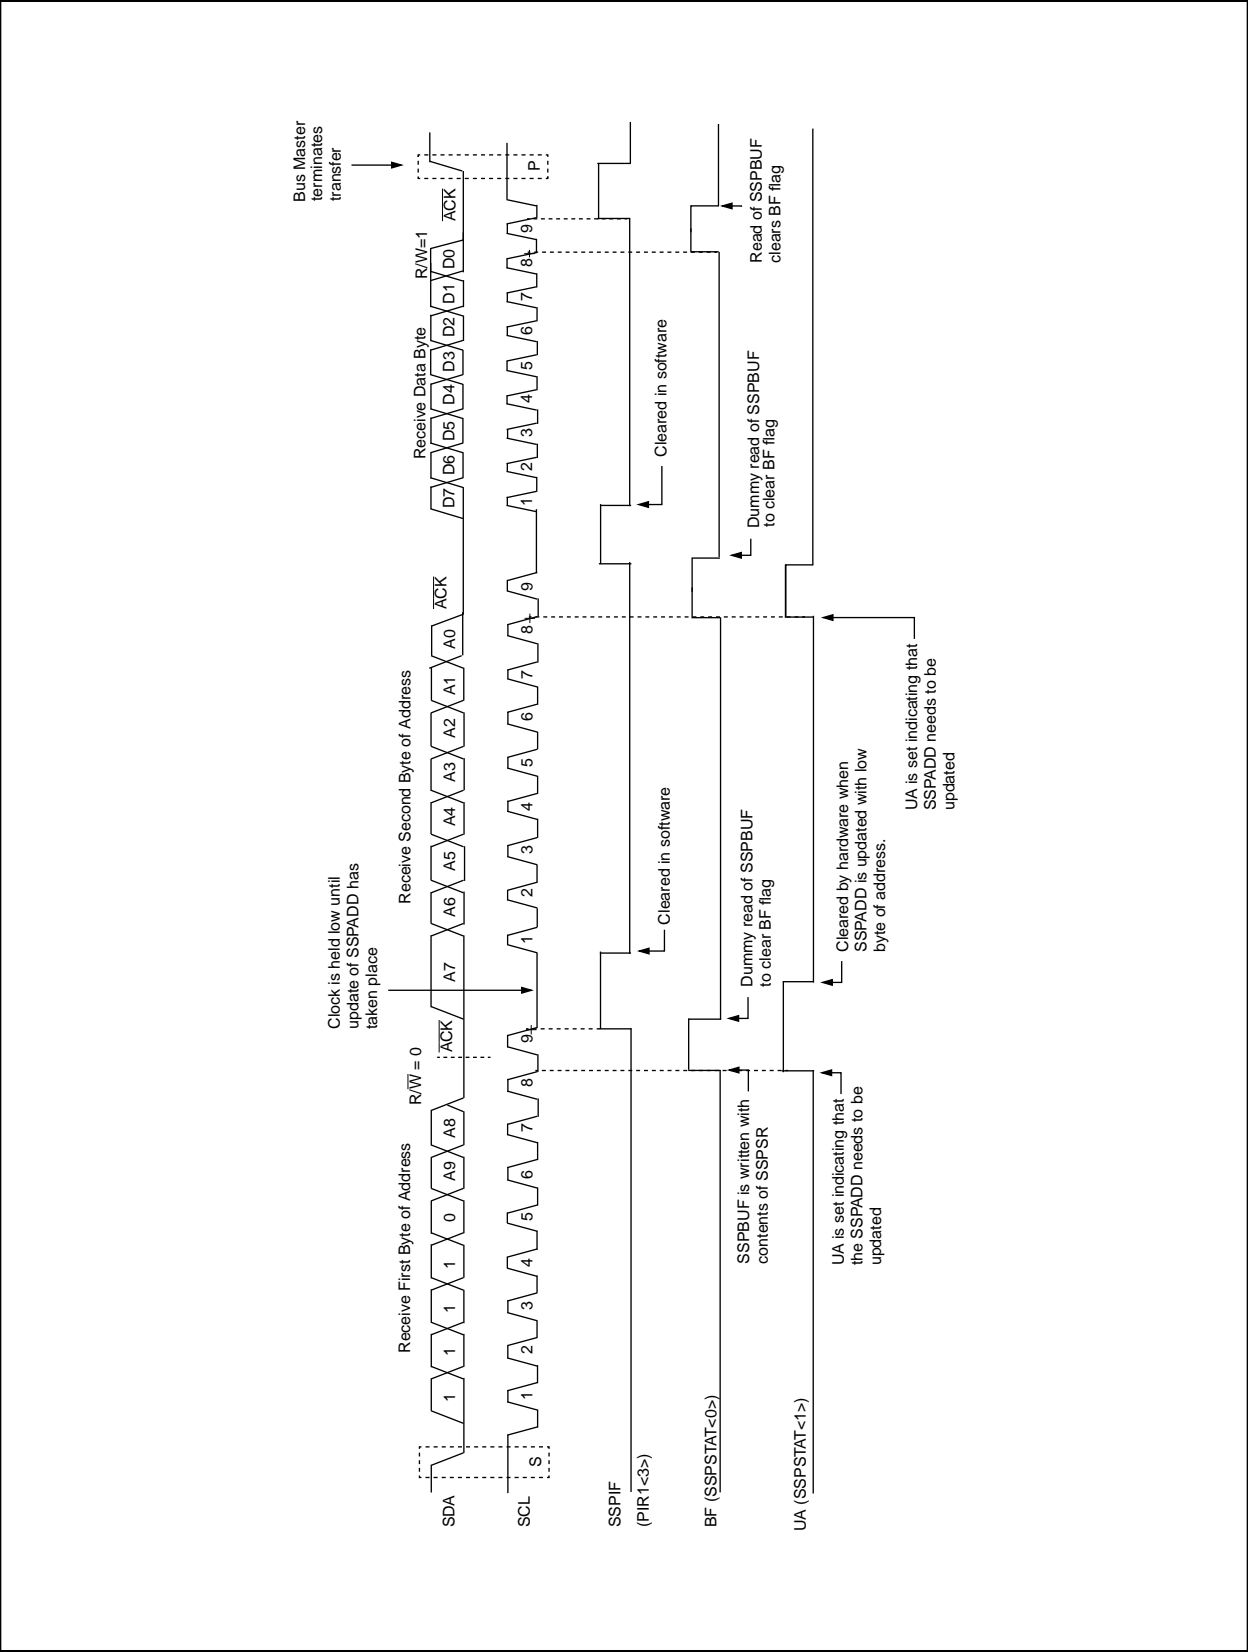 Bus Master
terminates
transfer
Clock is held low until
update of SSPADD has
taken place
Receive First Byte of Address
R/W̅ = 0
Receive Second Byte of Address
Receive Data Byte
R/W=1
SDA
1 1 1 1 0 A9 A8 A̅C̅K̅ A7 A6 A5 A4 A3 A2 A1 A0 A̅C̅K̅ D7 D6 D5 D4 D3 D2 D1 D0 A̅C̅K̅
SCL
S 1 2 3 4 5 6 7 8 9 1 2 3 4 5 6 7 8 9 1 2 3 4 5 6 7 8 9 P
SSPIF
(PIR1<3>)
Cleared in software
Cleared in software
BF (SSPSTAT<0>)
SSPBUF is written with
contents of SSPSR
Dummy read of SSPBUF
to clear BF flag
Dummy read of SSPBUF
to clear BF flag
Read of SSPBUF
clears BF flag
UA (SSPSTAT<1>)
UA is set indicating that
the SSPADD needs to be
updated
Cleared by hardware when
SSPADD is updated with low
byte of address.
UA is set indicating that
SSPADD needs to be
updated